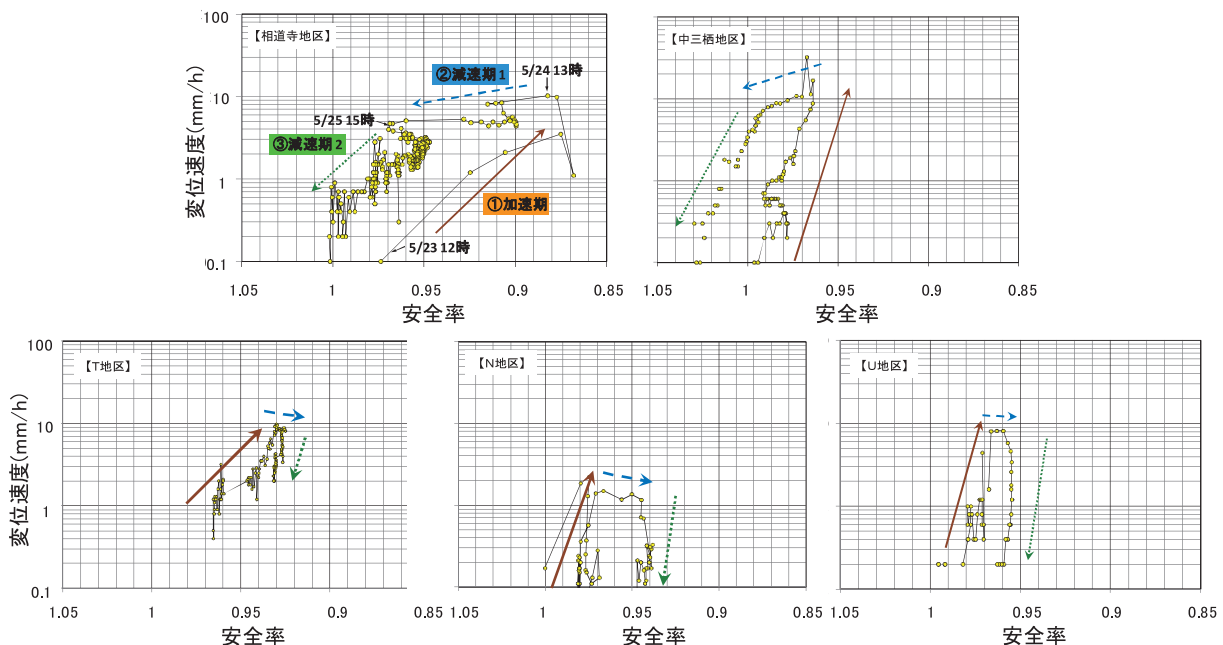 100
10
1
0.1
変位速度(mm/h)
【相道寺地区】
②減速期1
5/24 13時
5/25 15時
③減速期2
①加速期
5/23 12時
1.05
1
0.95
0.9
0.85
安全率
【中三栖地区】
1.05
1
0.95
0.9
0.85
安全率
100
10
1
0.1
変位速度(mm/h)
【T地区】
1.05
1
0.95
0.9
0.85
安全率
【N地区】
1.05
1
0.95
0.9
0.85
安全率
【U地区】
1.05
1
0.95
0.9
0.85
安全率